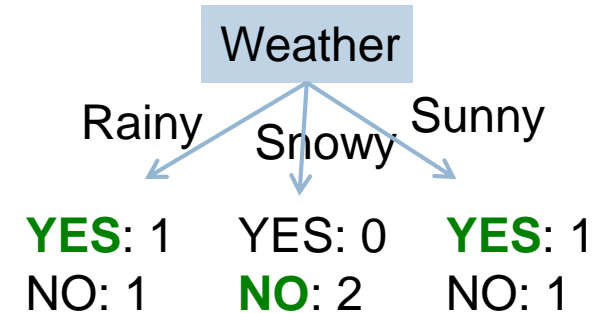 Weather
Rainy
Snowy
Sunny
YES: 1
NO: 1
YES: 0
NO: 2
YES: 1
NO: 1